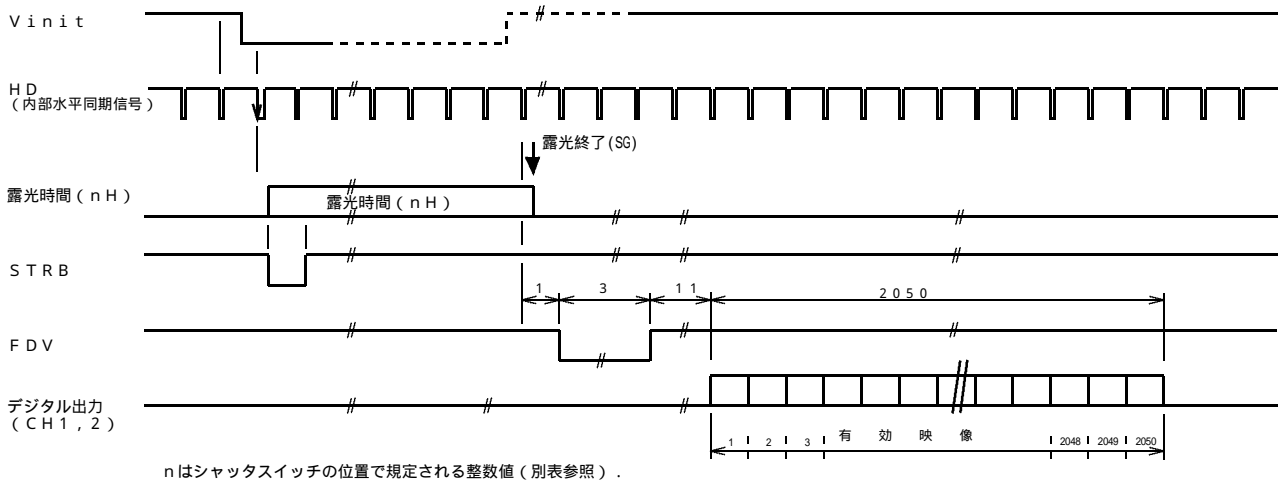 Vinit
HD
(内部水平同期信号)
露光終了(SG)
露光時間(nH)
露光時間(nH)
STRB
1 3 11 2050
FDV
デジタル出力
(CH1,2)
1 2 3 有効映像 2048 2049 2050
nはシャッタスイッチの位置で規定される整数値(別表参照).